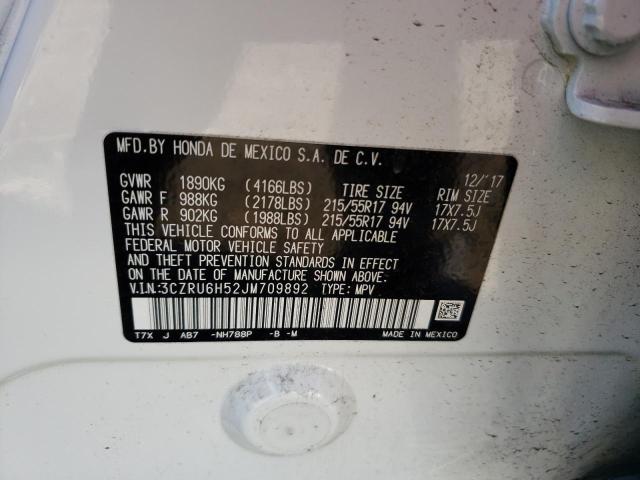 MFD.BY HONDA DE MEXICO S.A. DE C.V.
12/'17
GVWR 1890KG (4166LBS) TIRE SIZE RIM SIZE
GAWR F 988KG (2178LBS) 215/55R17 94V 17X7.5J
GAWR R 902KG (1988LBS) 215/55R17 94V 17X7.5J
THIS VEHICLE CONFORMS TO ALL APPLICABLE
FEDERAL MOTOR VEHICLE SAFETY
AND THEFT PREVENTION STANDARDS IN EFFECT
ON THE DATE OF MANUFACTURE SHOWN ABOVE.
V.I.N:3CZRU6H52JM709892 TYPE: MPV
T7X J AB7 -NH788P -B -M MADE IN MEXICO